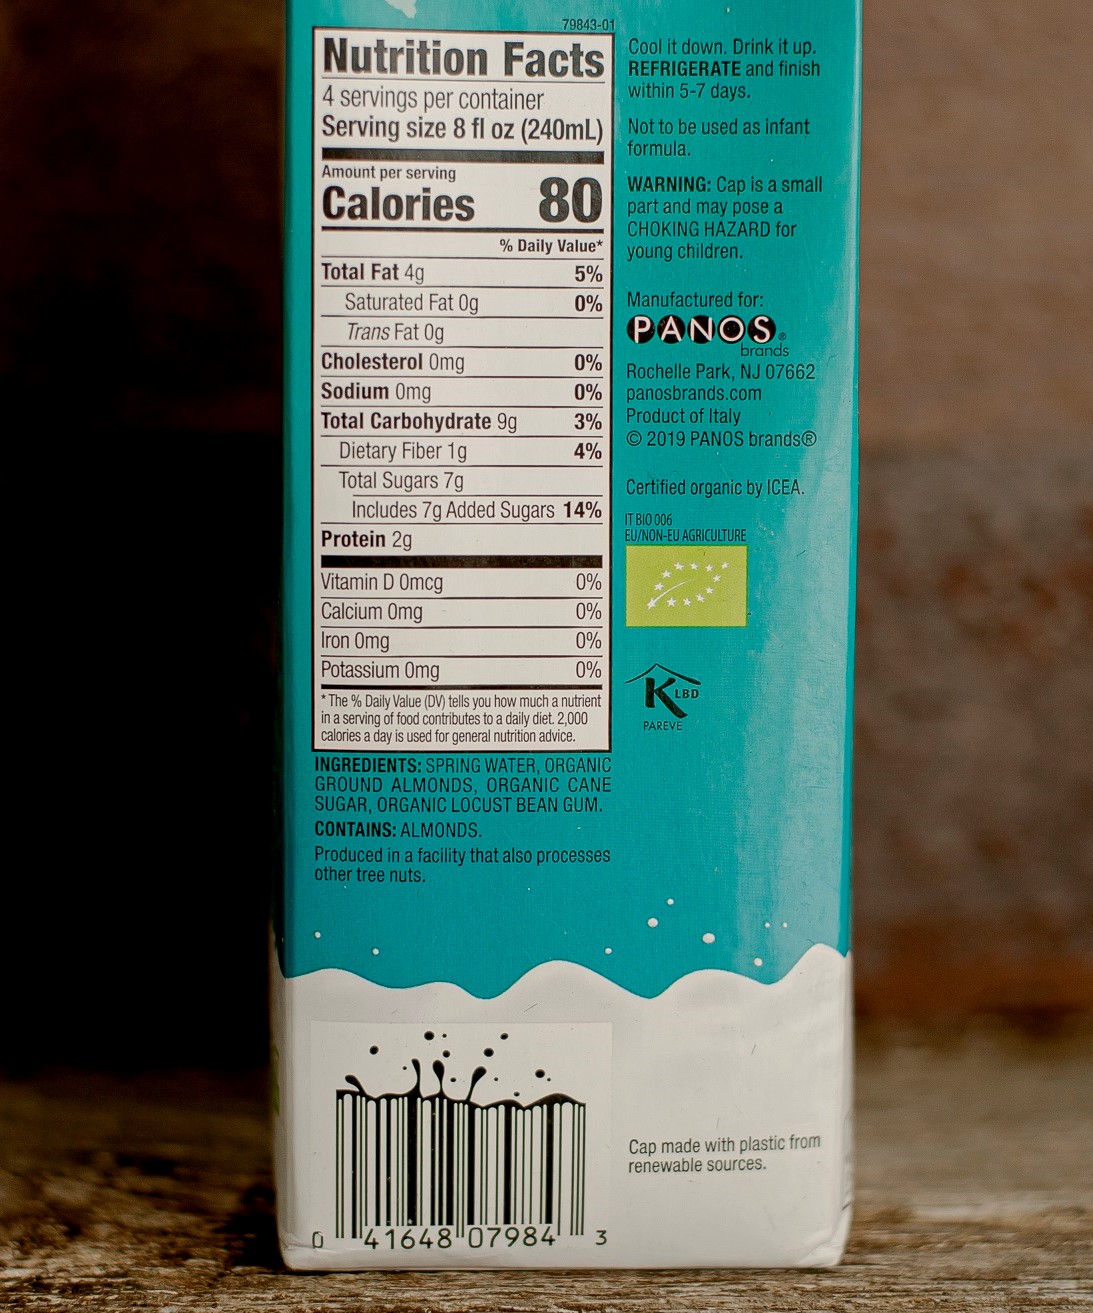 79843-01
Nutrition Facts
4 servings per container
Serving size 8 fl oz (240mL)
Amount per serving
Calories 80
% Daily Value*
Total Fat 4g 5%
Saturated Fat 0g 0%
Trans Fat 0g
Cholesterol 0mg 0%
Sodium 0mg 0%
Total Carbohydrate 9g 3%
Dietary Fiber 1g 4%
Total Sugars 7g
Includes 7g Added Sugars 14%
Protein 2g
Vitamin D 0mcg 0%
Calcium 0mg 0%
Iron 0mg 0%
Potassium 0mg 0%
* The % Daily Value (DV) tells you how much a nutrient
in a serving of food contributes to a daily diet. 2,000
calories a day is used for general nutrition advice.
INGREDIENTS: SPRING WATER, ORGANIC
GROUND ALMONDS, ORGANIC CANE
SUGAR, ORGANIC LOCUST BEAN GUM.
CONTAINS: ALMONDS.
Produced in a facility that also processes
other tree nuts.
0 41648 07984 3
Cool it down. Drink it up.
REFRIGERATE and finish
within 5-7 days.
Not to be used as infant
formula.
WARNING: Cap is a small
part and may pose a
CHOKING HAZARD for
young children.
Manufactured for:
PANOS®
brands
Rochelle Park, NJ 07662
panosbrands.com
Product of Italy
© 2019 PANOS brands®
Certified organic by ICEA.
IT BIO 006
EU/NON-EU AGRICULTURE
K LBD
PAREVE
Cap made with plastic from
renewable sources.